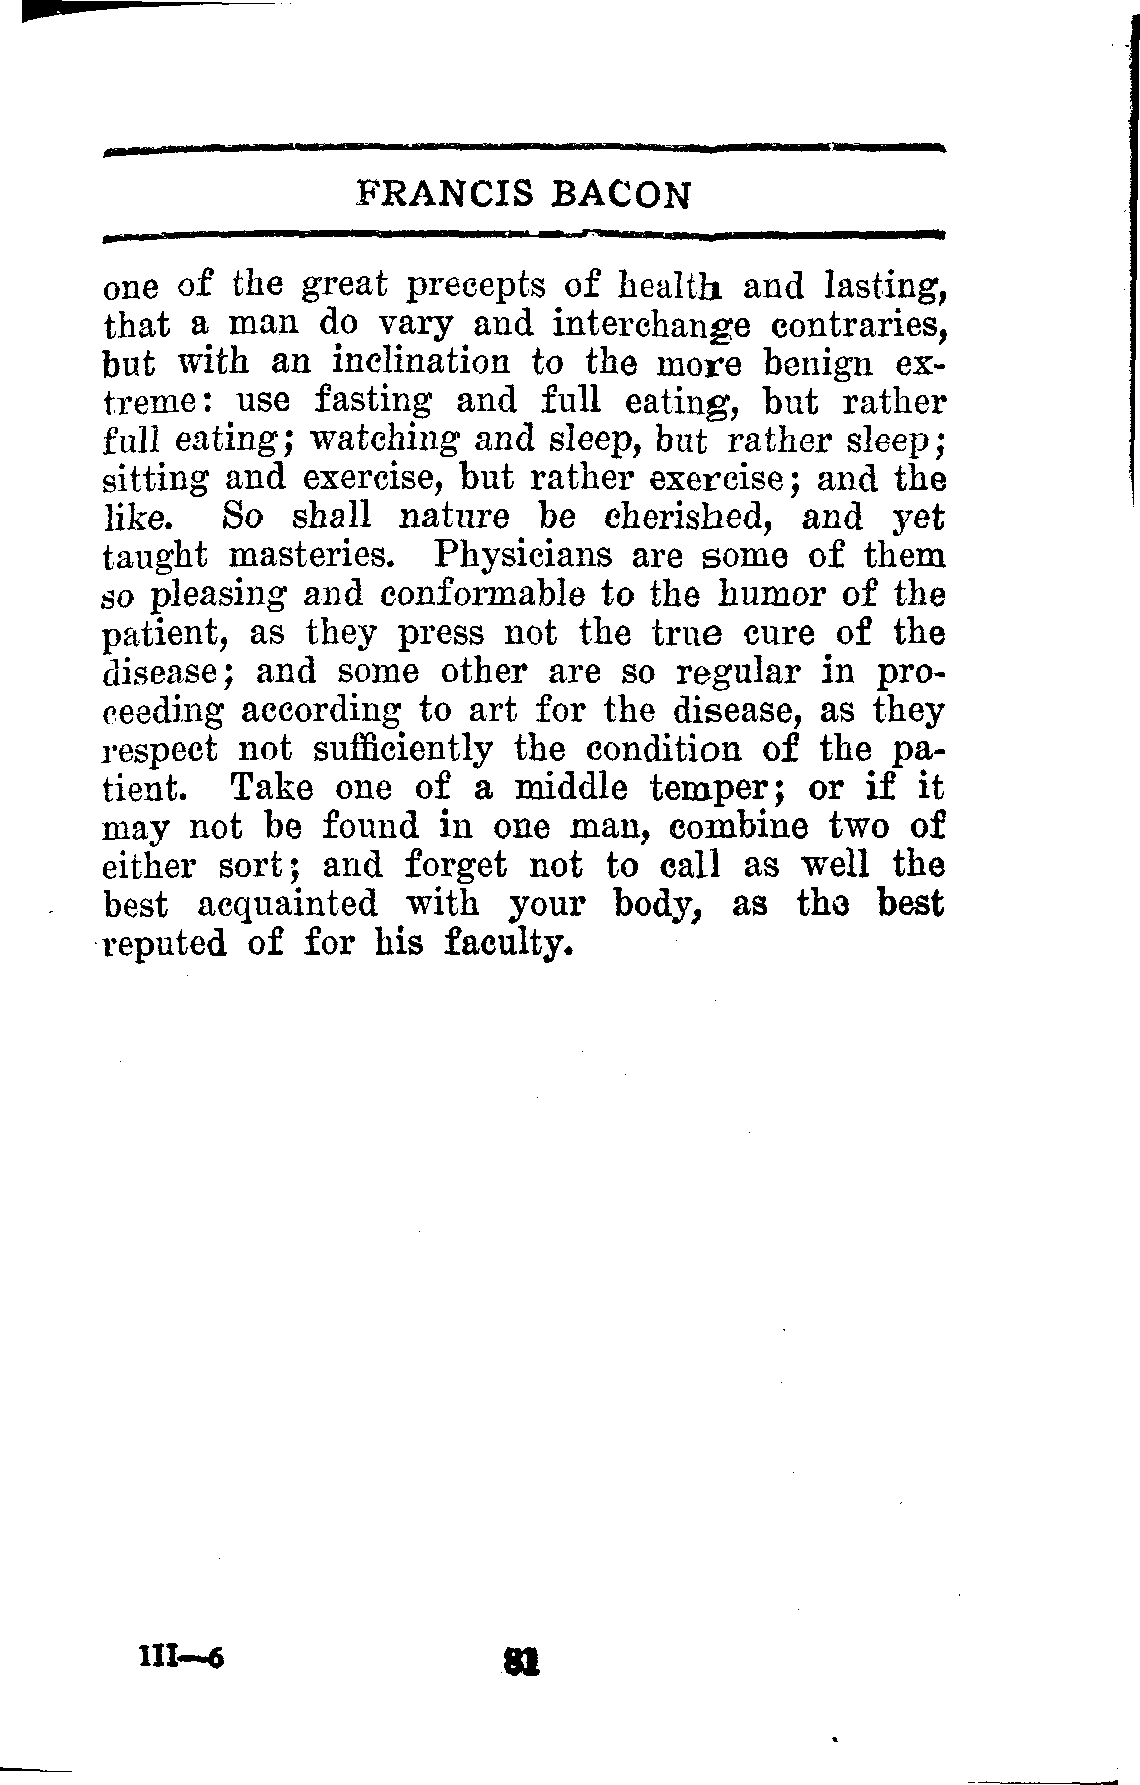 FRANCIS BACON
one of the great precepts of health and lasting,
that a man do vary and interchange contraries,
but with an inclination to the more benign ex-
treme: use fasting and full eating, but rather
full eating; watching and sleep, but rather sleep;
sitting and exercise, but rather exercise; and the
like. So shall nature be cherished, and yet
taught masteries. Physicians are some of them
so pleasing and conformable to the humor of the
patient, as they press not the true cure of the
disease; and some other are so regular in pro-
ceeding according to art for the disease, as they
respect not sufficiently the condition of the pa-
tient. Take one of a middle temper; or if it
may not be found in one man, combine two of
either sort; and forget not to call as well the
best acquainted with your body, as the best
reputed of for his faculty.
III—6 81